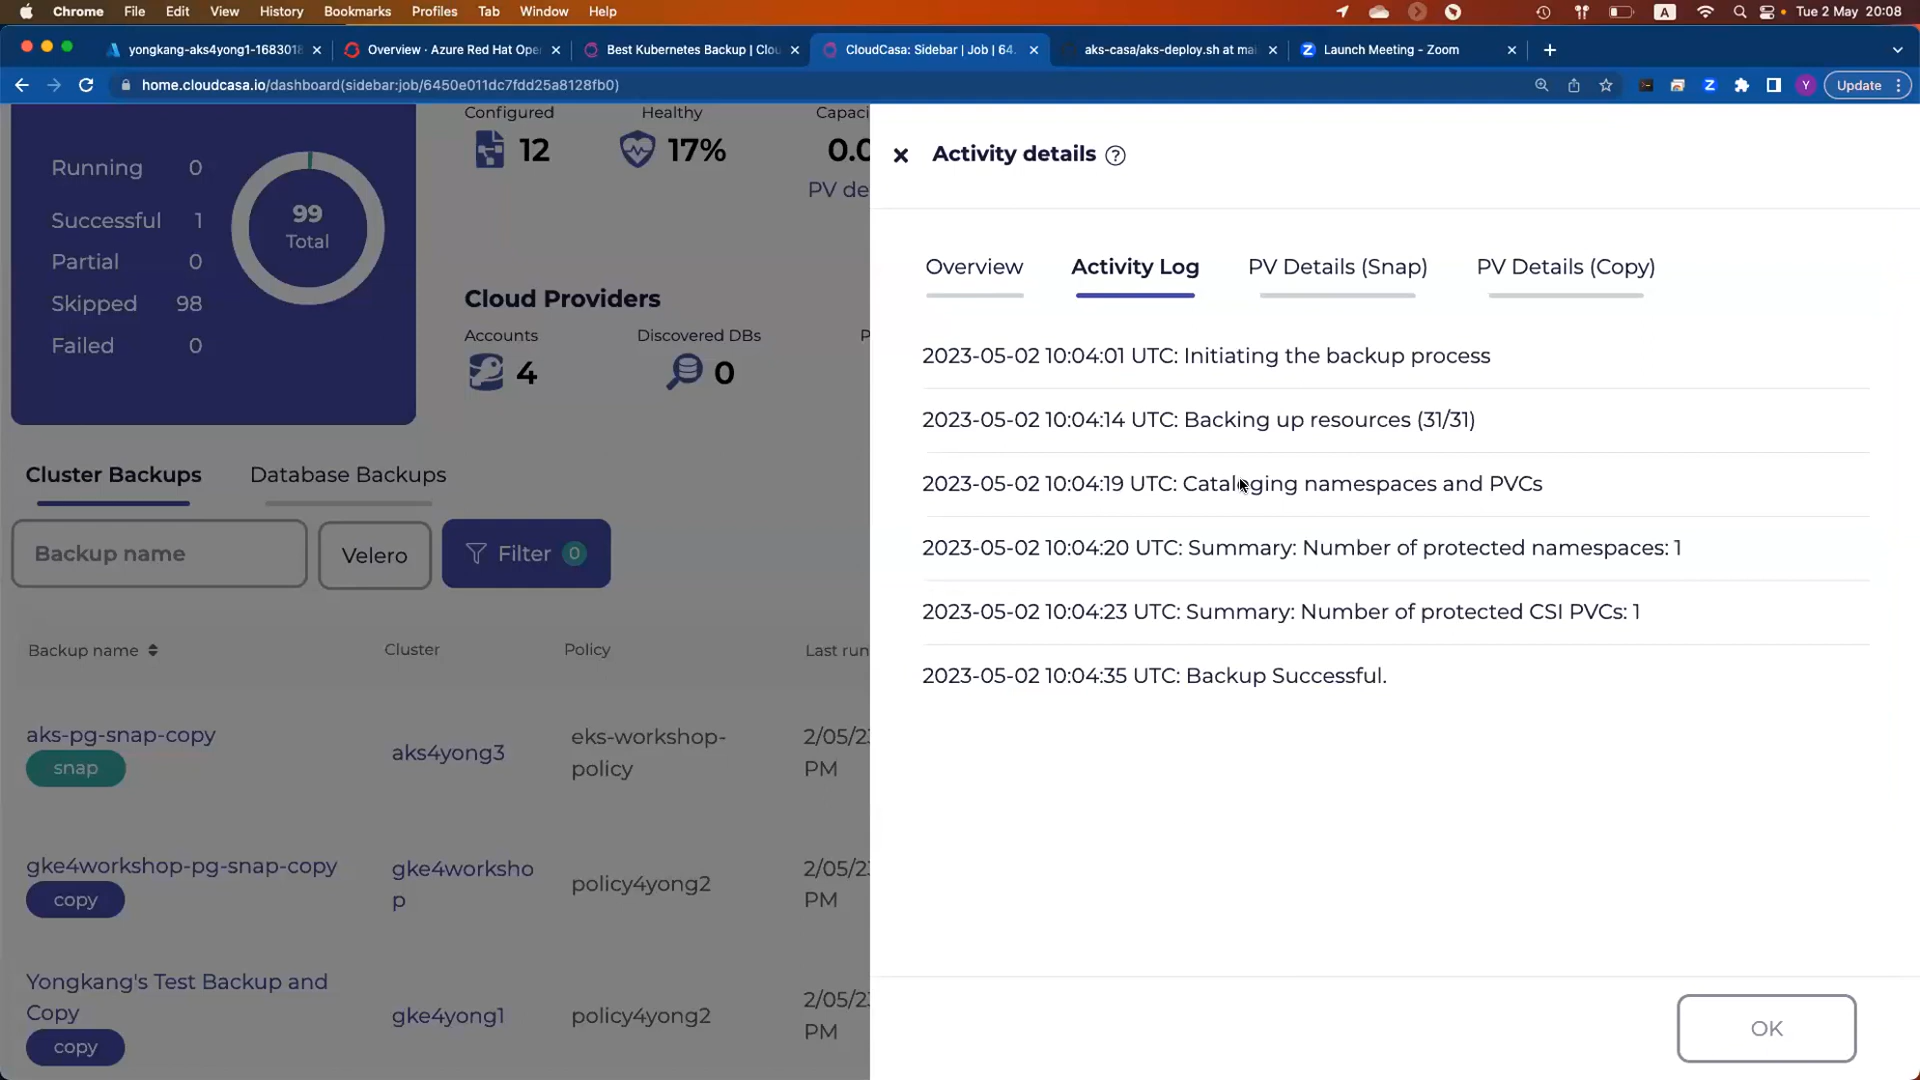 Chrome File Edit View History Bookmarks Profiles Tab Window Help A Tue 2 May 20:08
yongkang-aks4yong1-168301 Overview · Azure Red Hat Ope Best Kubernetes Backup | Clou CloudCasa: Sidebar | Job | 64. aks-casa/aks-deploy.sh at mai Launch Meeting - Zoom
home.cloudcasa.io/dashboard(sidebar:job/6450e011dc7fdd25a8128fb0) Z Y Update
Configured Healthy Capaci
12 17% 0.0
PV de
Running 0
Successful 1
Partial 0
Skipped 98
Failed 0
99
Total
Cloud Providers
Accounts Discovered DBs P
4 0
Cluster Backups Database Backups
Backup name Velero Filter 0
Backup name Cluster Policy Last run
aks-pg-snap-copy
snap
aks4yong3
eks-workshop-
policy
2/05/2
PM
gke4workshop-pg-snap-copy
copy
gke4worksho
p
policy4yong2
2/05/2
PM
Yongkang's Test Backup and
Copy
copy
gke4yong1
policy4yong2
2/05/2
PM
Activity details ?
Overview Activity Log PV Details (Snap) PV Details (Copy)
2023-05-02 10:04:01 UTC: Initiating the backup process
2023-05-02 10:04:14 UTC: Backing up resources (31/31)
2023-05-02 10:04:19 UTC: Cataloging namespaces and PVCs
2023-05-02 10:04:20 UTC: Summary: Number of protected namespaces: 1
2023-05-02 10:04:23 UTC: Summary: Number of protected CSI PVCs: 1
2023-05-02 10:04:35 UTC: Backup Successful.
OK